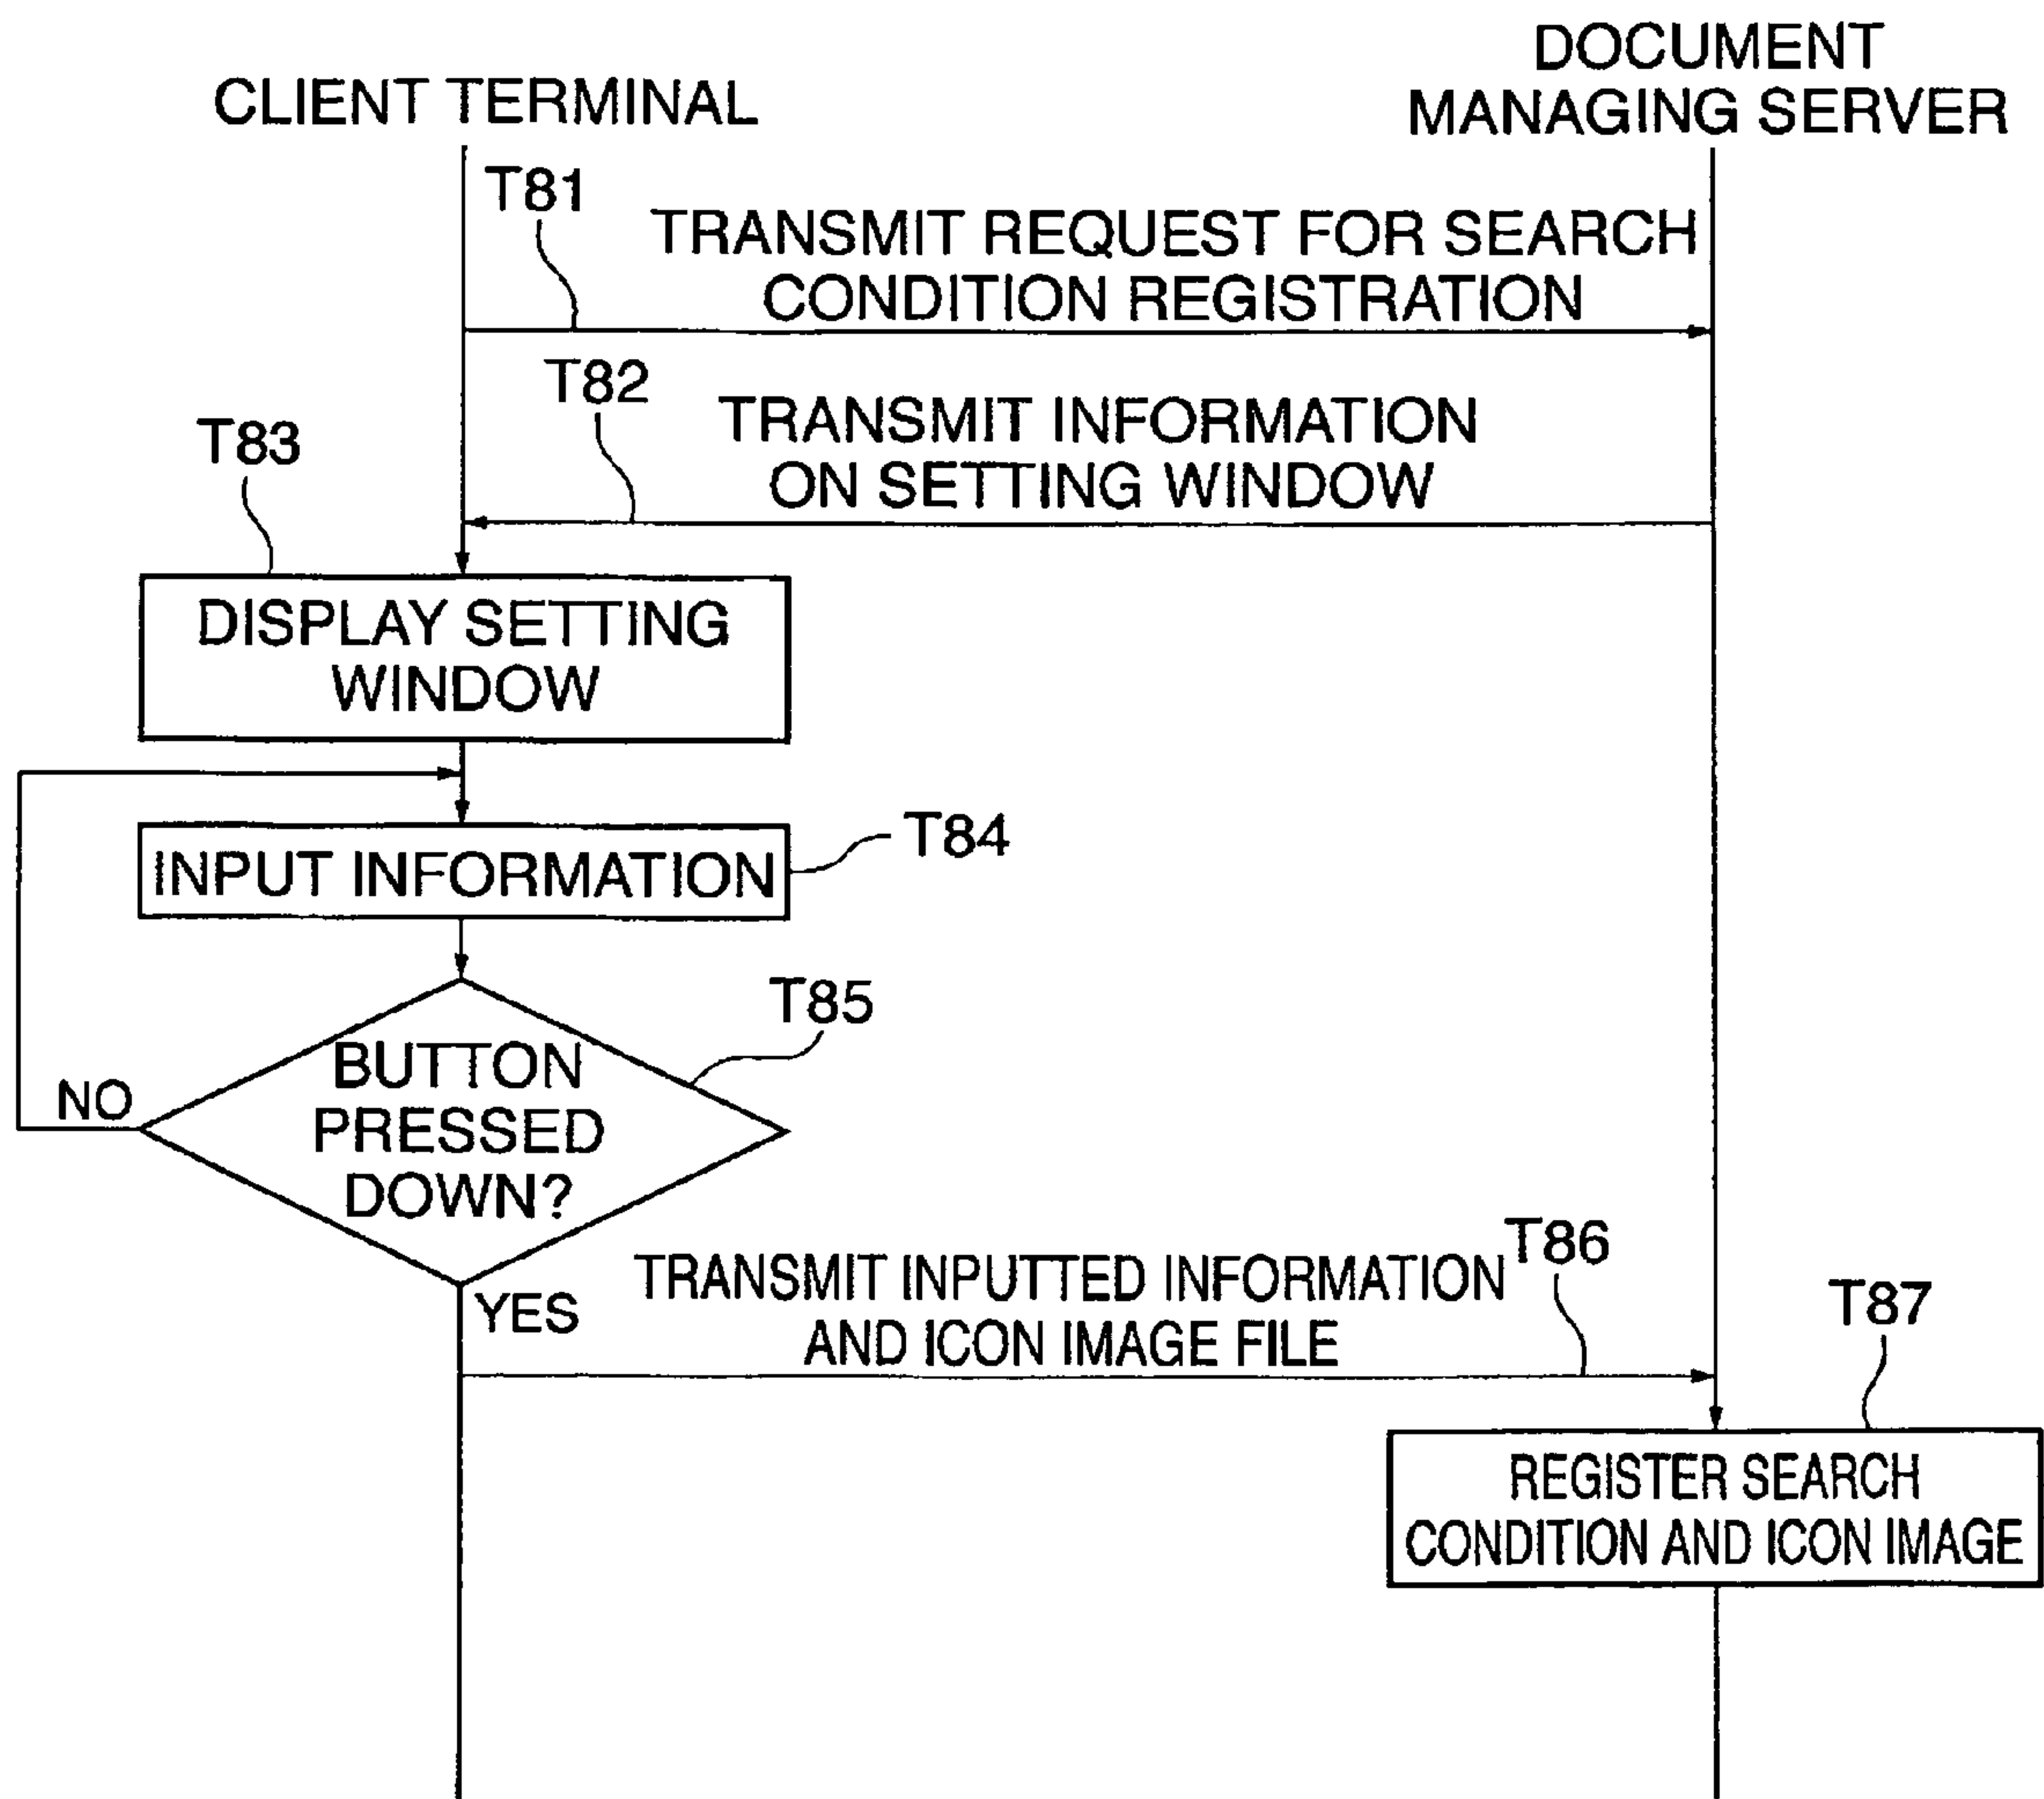 CLIENT TERMINAL
DOCUMENT
MANAGING SERVER
T81
TRANSMIT REQUEST FOR SEARCH
CONDITION REGISTRATION
T82
TRANSMIT INFORMATION
ON SETTING WINDOW
T83
DISPLAY SETTING
WINDOW
T84
INPUT INFORMATION
T85
BUTTON
PRESSED
DOWN?
NO
YES
T86
TRANSMIT INPUTTED INFORMATION
AND ICON IMAGE FILE
T87
REGISTER SEARCH
CONDITION AND ICON IMAGE